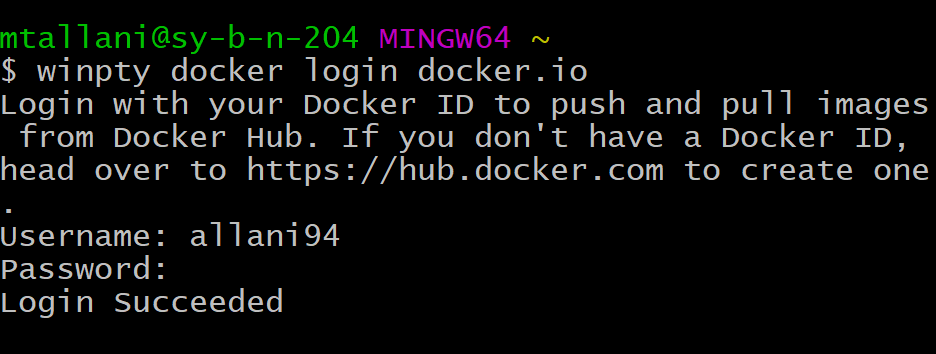 mtallani@sy-b-n-204 MINGW64 ~
$ winpty docker login docker.io
Login with your Docker ID to push and pull images
from Docker Hub. If you don't have a Docker ID,
head over to https://hub.docker.com to create one
.
Username: allani94
Password:
Login Succeeded